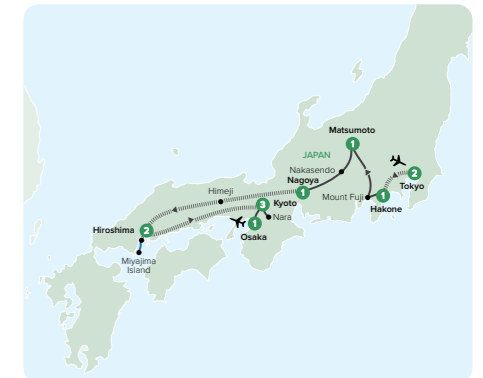 Matsumoto
1
JAPAN
Nakasendo
2
Tokyo
Nagoya
1
Mount Fuji
1
Hakone
Himeji
3
Kyoto
Nara
1
Osaka
Hiroshima
2
Miyajima
Island